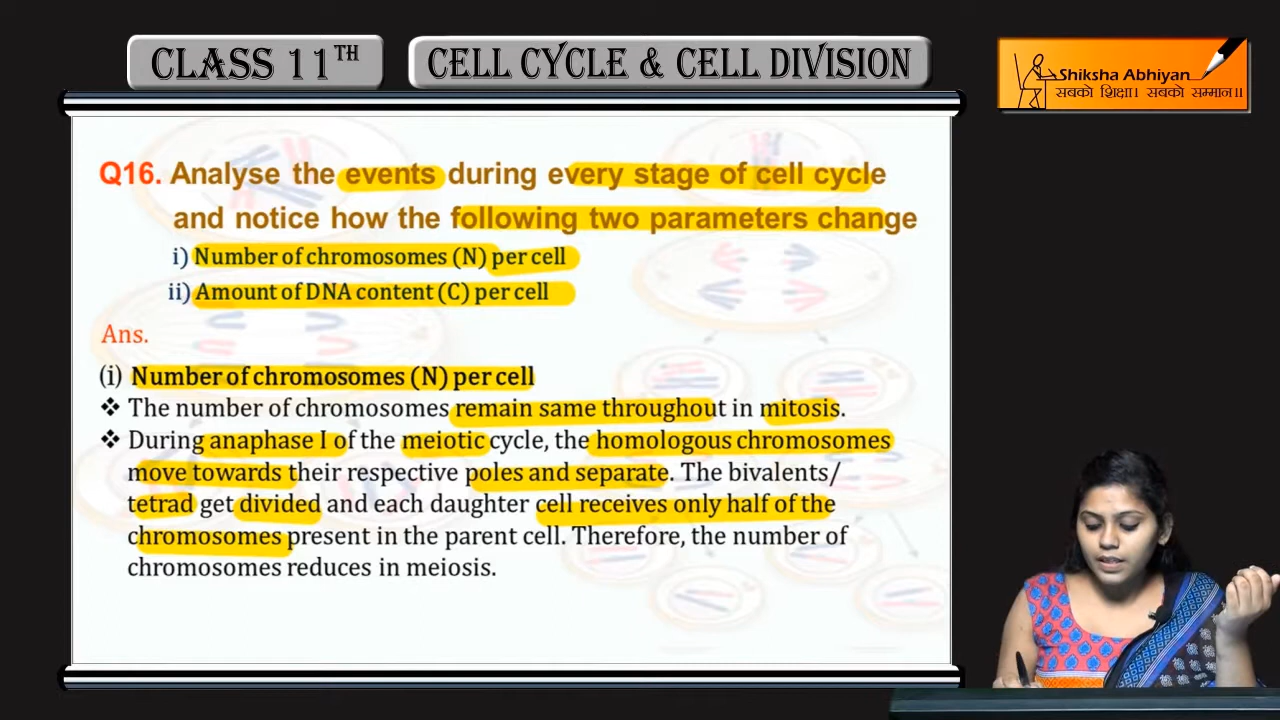 CLASS 11TH
CELL CYCLE & CELL DIVISION
Shiksha Abhiyan
सबको शिक्षा। सबको सम्मान॥
Q16. Analyse the events during every stage of cell cycle
and notice how the following two parameters change
i) Number of chromosomes (N) per cell
ii) Amount of DNA content (C) per cell
Ans.
(i) Number of chromosomes (N) per cell
❖ The number of chromosomes remain same throughout in mitosis.
❖ During anaphase I of the meiotic cycle, the homologous chromosomes
move towards their respective poles and separate. The bivalents/
tetrad get divided and each daughter cell receives only half of the
chromosomes present in the parent cell. Therefore, the number of
chromosomes reduces in meiosis.